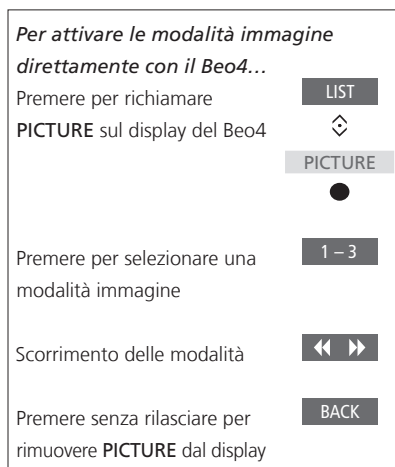 Per attivare le modalità immagine
direttamente con il Beo4…
Premere per richiamare LIST
PICTURE sul display del Beo4
PICTURE
Premere per selezionare una 1 – 3
modalità immagine
Scorrimento delle modalità
Premere senza rilasciare per BACK
rimuovere PICTURE dal display